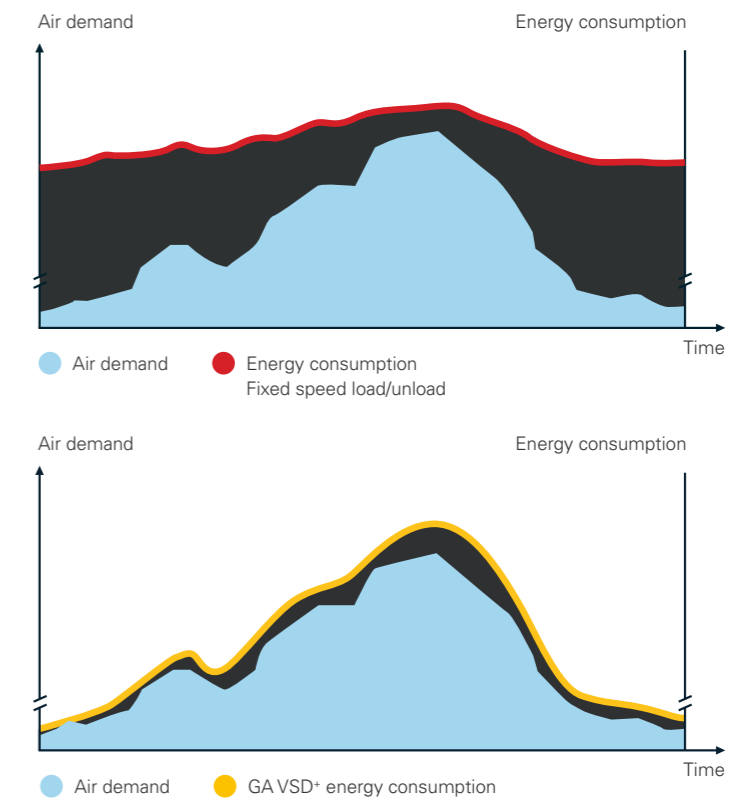 Air demand
Energy consumption
Time
Air demand
Energy consumption
Fixed speed load/unload
Air demand
Energy consumption
Time
Air demand
GA VSD⁺ energy consumption